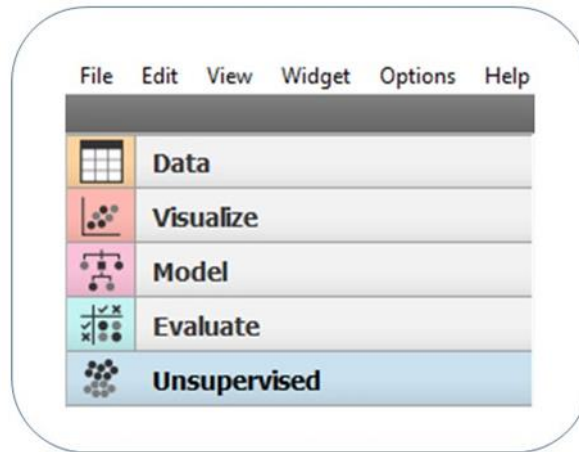 File Edit View Widget Options Help
Data
Visualize
Model
Evaluate
Unsupervised